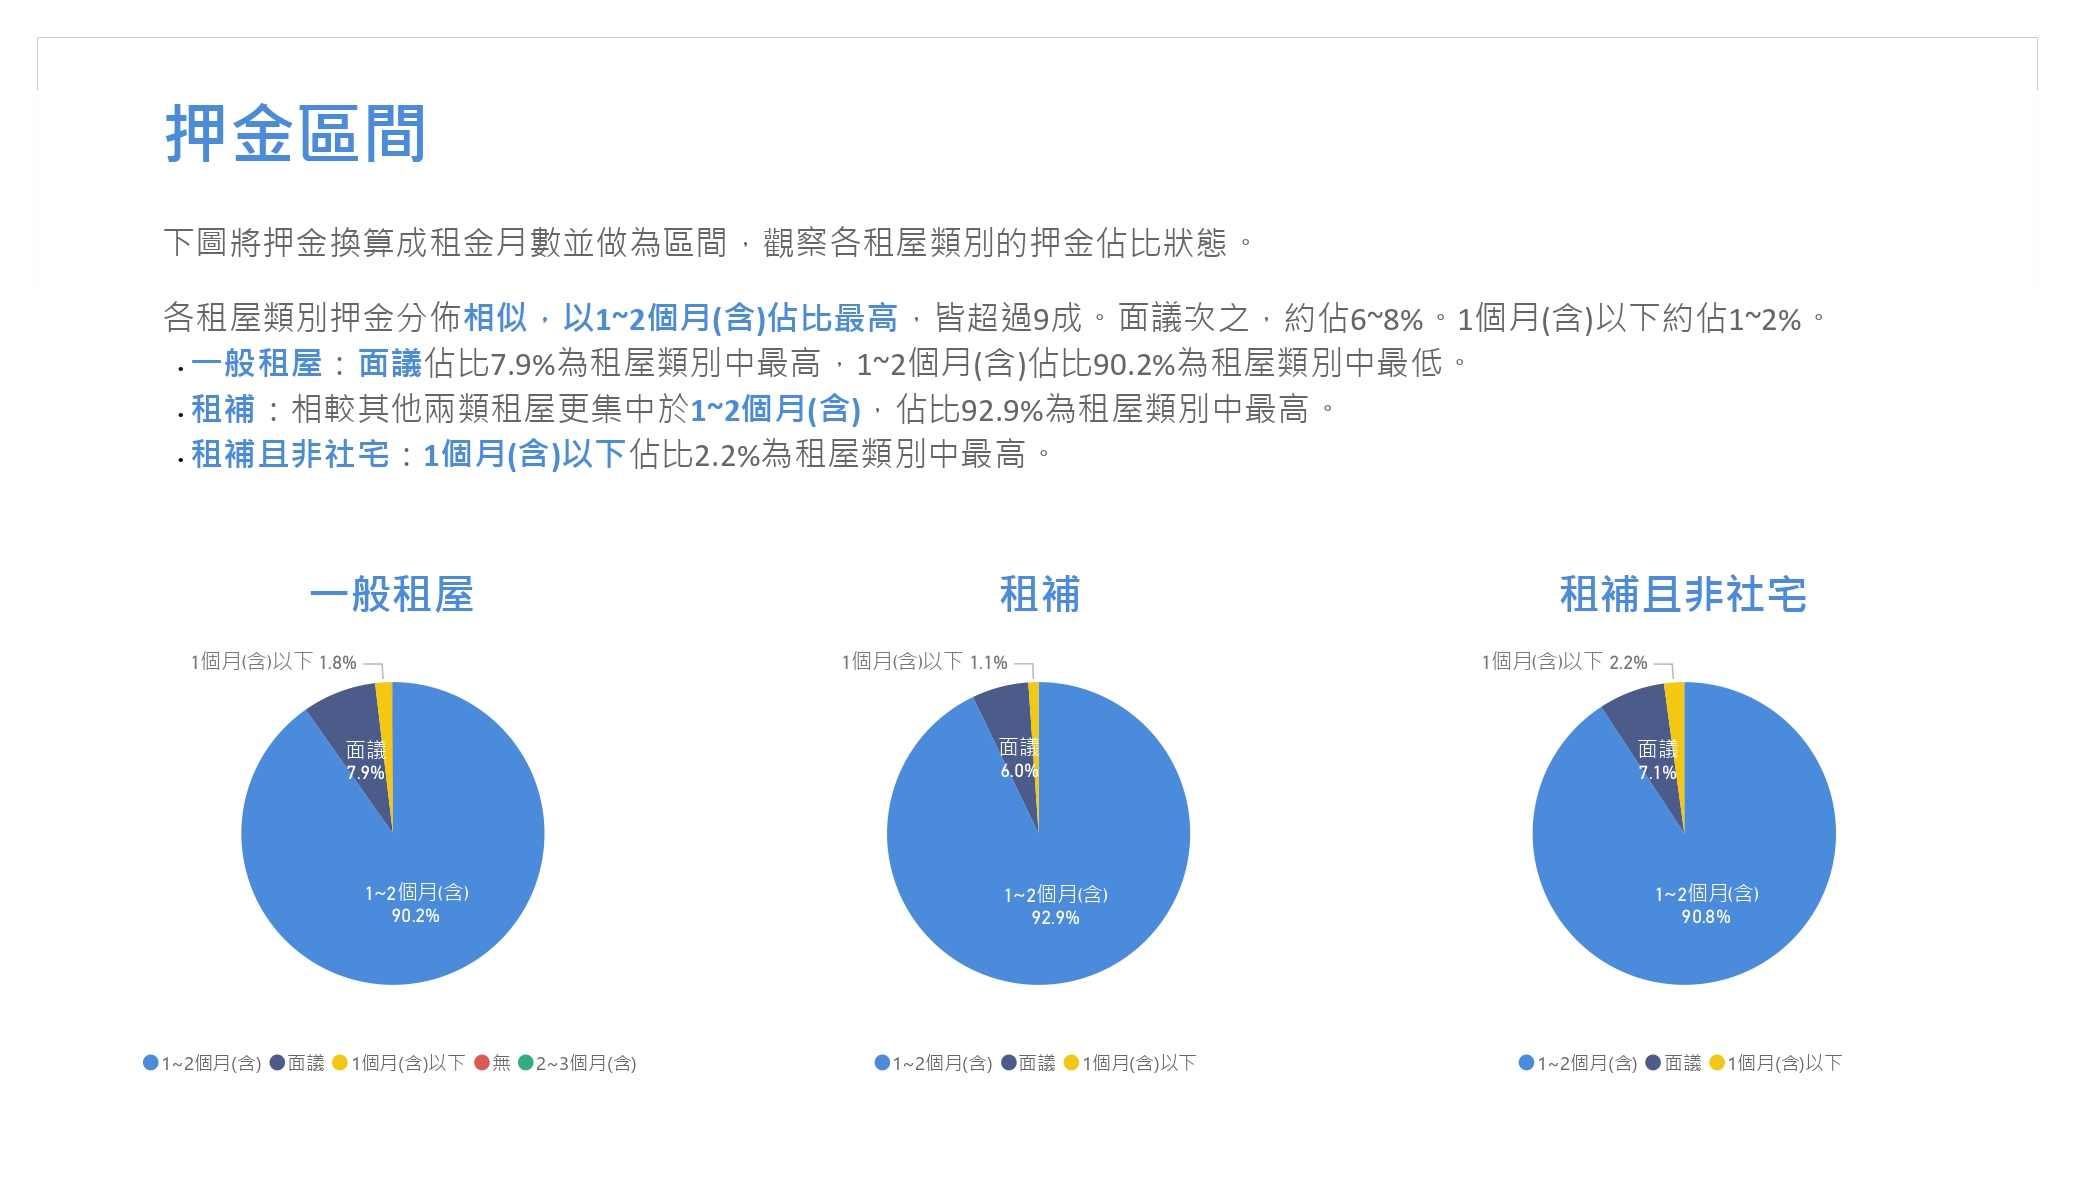 押金區間
下圖將押金換算成租金月數並做為區間，觀察各租屋類別的押金佔比狀態。
各租屋類別押金分佈相似，以1~2個月(含)佔比最高，皆超過9成。面議次之，約佔6~8%。1個月(含)以下約佔1~2%。
• 一般租屋：面議佔比7.9%為租屋類別中最高，1~2個月(含)佔比90.2%為租屋類別中最低。
• 租補：相較其他兩類租屋更集中於1~2個月(含)，佔比92.9%為租屋類別中最高。
• 租補且非社宅：1個月(含)以下佔比2.2%為租屋類別中最高。
一般租屋
1個月(含)以下 1.8%
面議
7.9%
1~2個月(含)
90.2%
1~2個月(含) 面議 1個月(含)以下 無 2~3個月(含)
租補
1個月(含)以下 1.1%
面議
6.0%
1~2個月(含)
92.9%
1~2個月(含) 面議 1個月(含)以下
租補且非社宅
1個月(含)以下 2.2%
面議
7.1%
1~2個月(含)
90.8%
1~2個月(含) 面議 1個月(含)以下